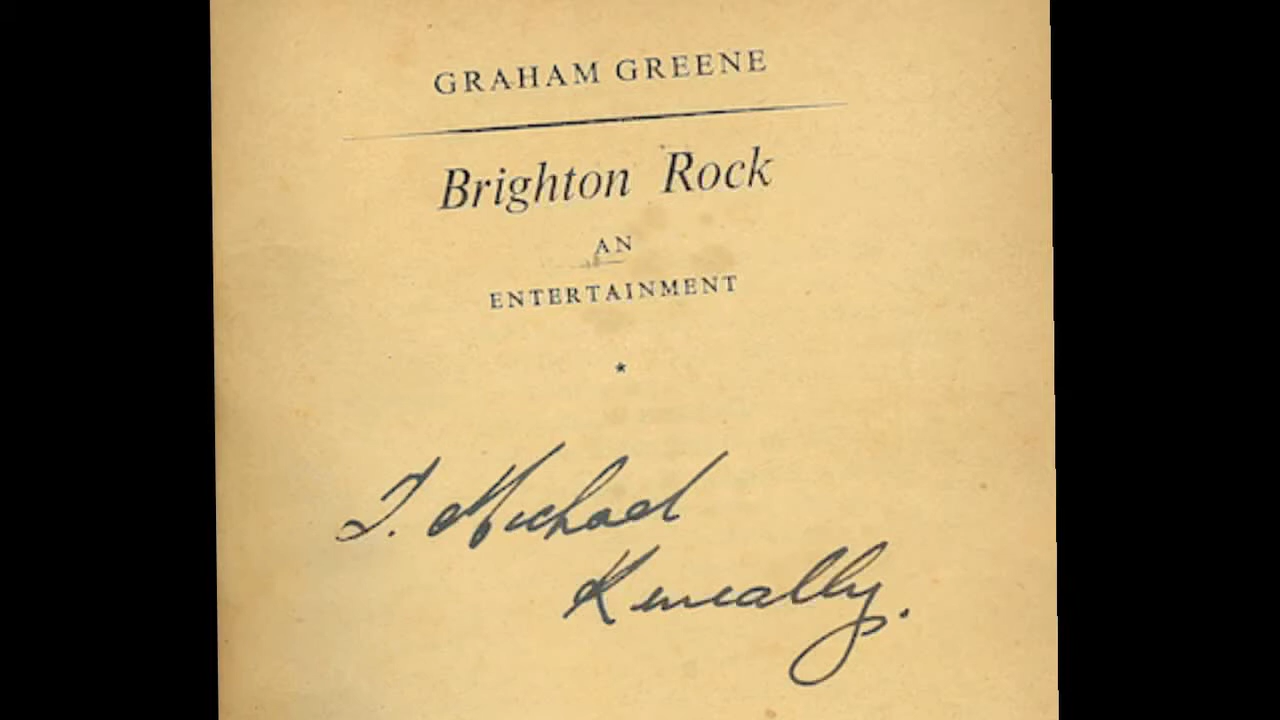 GRAHAM GREENE
Brighton Rock
AN
ENTERTAINMENT
*
T. Michael
Keneally.